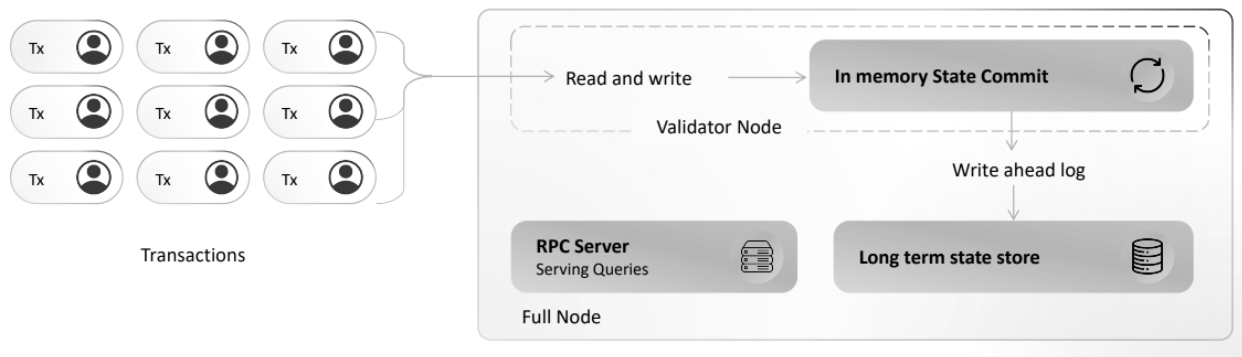 Tx Tx Tx
Tx Tx Tx
Tx Tx Tx
Transactions
Read and write
In memory State Commit
Validator Node
Write ahead log
RPC Server
Serving Queries
Long term state store
Full Node